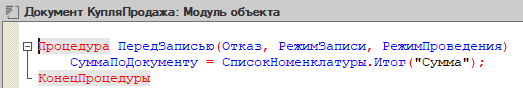 Документ КупляПродажа: Модуль объекта
Процедура ПередЗаписью(Отказ, РежимЗаписи, РежимПроведения)
СуммаПоДокументу = СписокНоменклатуры.Итог("Сумма");
КонецПроцедуры